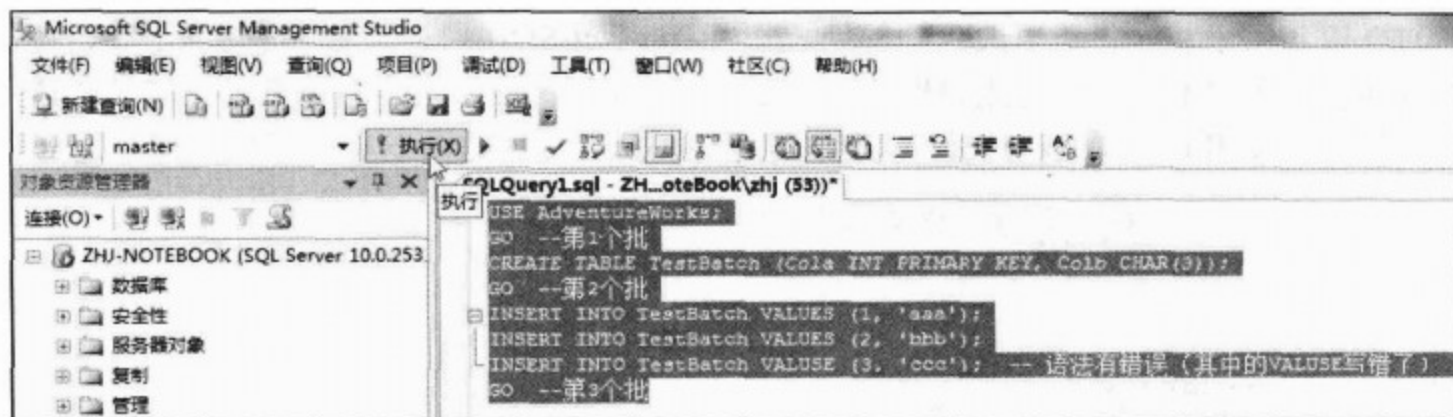 Microsoft SQL Server Management Studio
文件(F) 编辑(E) 视图(V) 查询(Q) 项目(P) 调试(D) 工具(T) 窗口(W) 社区(C) 帮助(H)
新建查询(N)
master 执行(X)
对象资源管理器
SQLQuery1.sql - ZH...oteBook\zhj (53))*
执行
连接(O)
ZHJ-NOTEBOOK (SQL Server 10.0.253
数据库
安全性
服务器对象
复制
管理
USE AdventureWorks;
GO --第1个批
CREATE TABLE TestBatch (Cola INT PRIMARY KEY, Colb CHAR(3));
GO --第2个批
INSERT INTO TestBatch VALUES (1, 'aaa');
INSERT INTO TestBatch VALUES (2, 'bbb');
INSERT INTO TestBatch VALUSE (3, 'ccc'); -- 语法有错误（其中的VALUSE写错了）
GO --第3个批